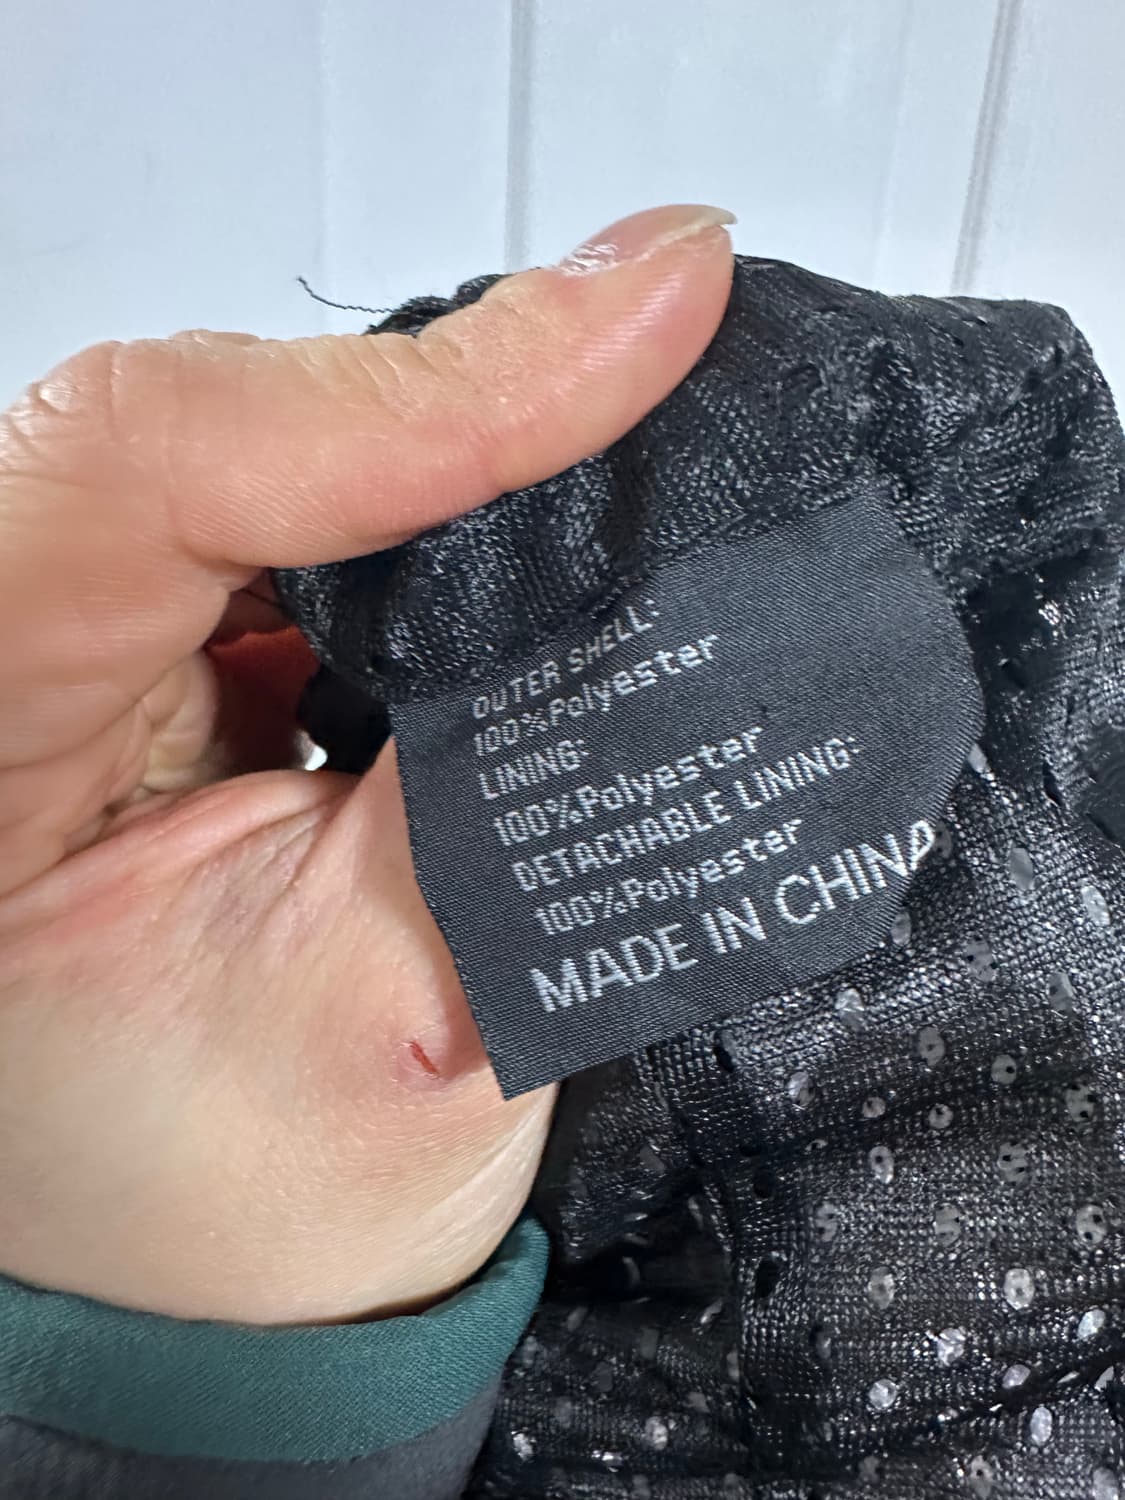 OUTER SHELL:
100%Polyester
LINING:
100%Polyester
DETACHABLE LINING:
100%Polyester
MADE IN CHINA